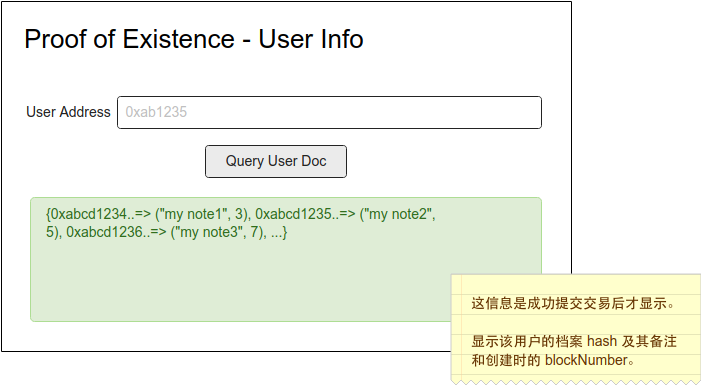 Proof of Existence - User Info
User Address
0xab1235
Query User Doc
{0xabcd1234..=> ("my note1", 3), 0xabcd1235..=> ("my note2",
5), 0xabcd1236..=> ("my note3", 7), ...}
这信息是成功提交交易后才显示。
显示该用户的档案 hash 及其备注
和创建时的 blockNumber。